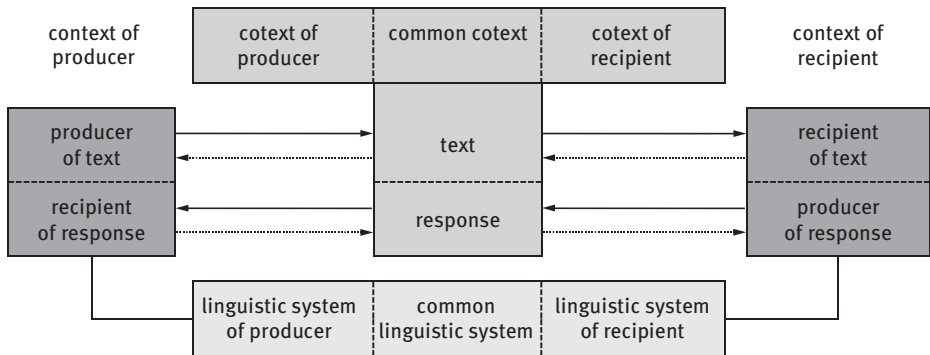 context of
producer
cotext of
producer
common cotext
cotext of
recipient
context of
recipient
producer
of text
text
recipient
of text
recipient
of response
response
producer
of response
linguistic system
of producer
common
linguistic system
linguistic system
of recipient